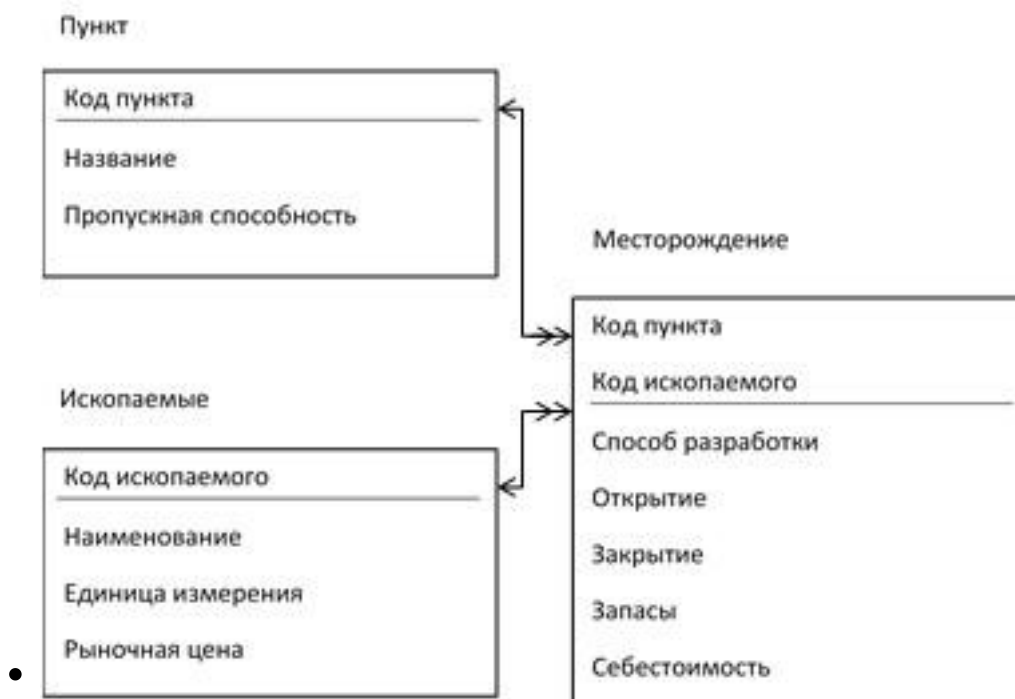 Пункт
Код пункта
Название
Пропускная способность
Месторождение
Код пункта
Код ископаемого
Способ разработки
Открытие
Закрытие
Запасы
Себестоимость
Ископаемые
Код ископаемого
Наименование
Единица измерения
Рыночная цена